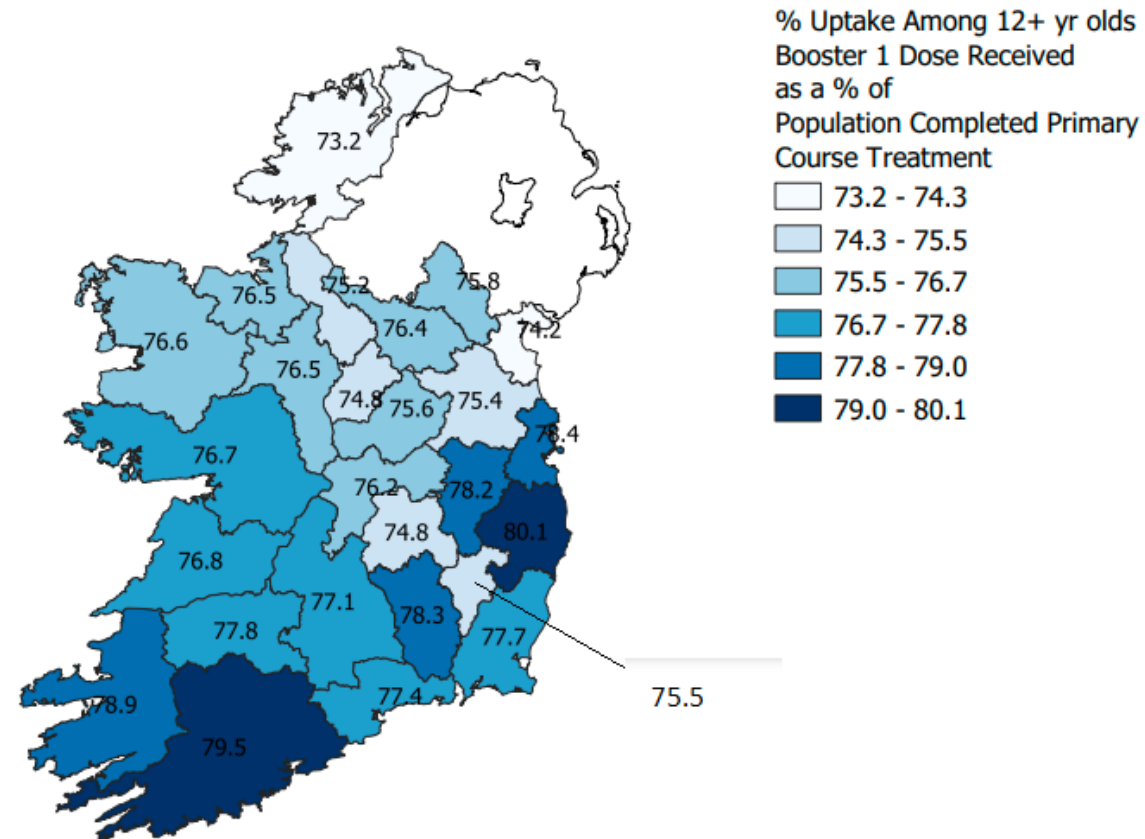 % Uptake Among 12+ yr olds
Booster 1 Dose Received
as a % of
Population Completed Primary
Course Treatment
73.2 - 74.3
74.3 - 75.5
75.5 - 76.7
76.7 - 77.8
77.8 - 79.0
79.0 - 80.1
73.2
75.2
75.8
76.5
76.4
74.2
76.6
76.5
74.8
75.6
75.4
78.4
76.7
76.2
78.2
74.8
80.1
76.8
77.1
78.3
77.8
77.7
75.5
77.4
78.9
79.5